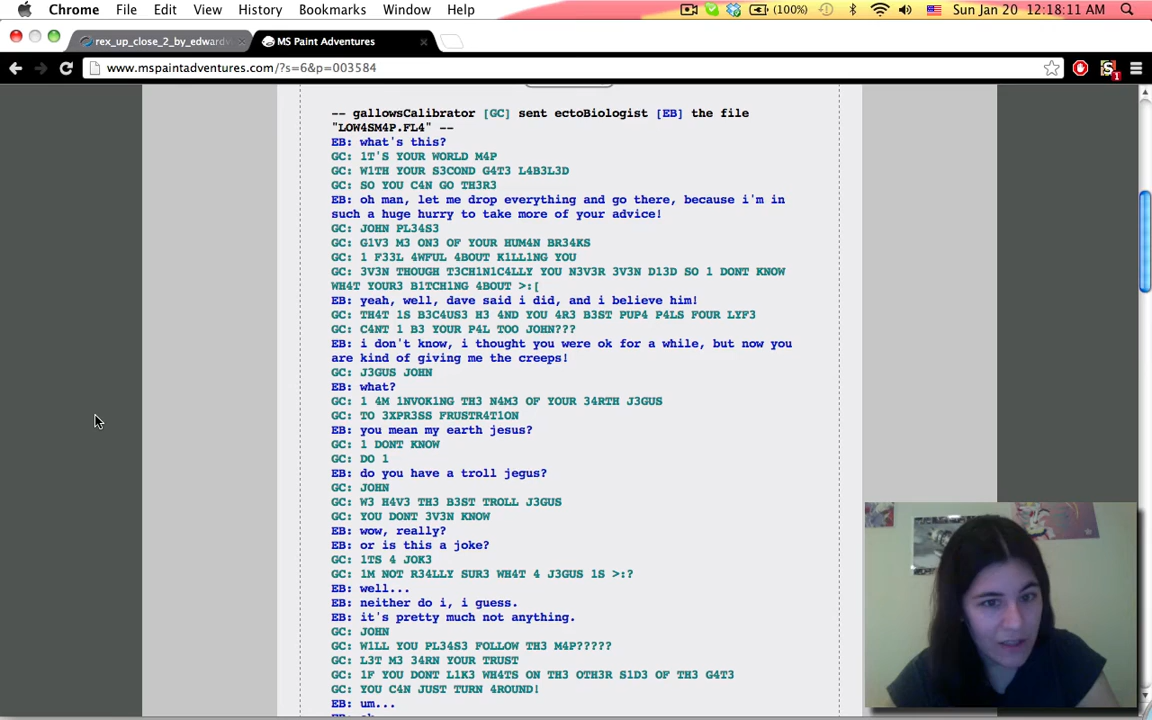 Chrome File Edit View History Bookmarks Window Help (100%) Sun Jan 20 12:18:11 AM
rex_up_close_2_by_edwardv MS Paint Adventures
www.mspaintadventures.com/?s=6&p=003584
-- gallowsCalibrator [GC] sent ectoBiologist [EB] the file
"LOW4SM4P.FL4" --
EB: what's this?
GC: 1T'S YOUR WORLD M4P
GC: W1TH YOUR S3COND G4T3 L4B3L3D
GC: SO YOU C4N GO TH3R3
EB: oh man, let me drop everything and go there, because i'm in
such a huge hurry to take more of your advice!
GC: JOHN PL34S3
GC: G1V3 M3 ON3 OF YOUR HUM4N BR34KS
GC: 1 F33L 4WFUL 4BOUT K1LL1NG YOU
GC: 3V3N THOUGH T3CH1N1C4LLY YOU N3V3R 3V3N D13D SO 1 DONT KNOW
WH4T YOUR3 B1TCH1NG 4BOUT >:[
EB: yeah, well, dave said i did, and i believe him!
GC: TH4T 1S B3C4US3 H3 4ND YOU 4R3 B3ST PUP4 P4LS FOUR LYF3
GC: C4NT 1 B3 YOUR P4L TOO JOHN???
EB: i don't know, i thought you were ok for a while, but now you
are kind of giving me the creeps!
GC: J3GUS JOHN
EB: what?
GC: 1 4M 1NVOK1NG TH3 N4M3 OF YOUR 34RTH J3GUS
GC: TO 3XPR3SS FRUSTR4T1ON
EB: you mean my earth jesus?
GC: 1 DONT KNOW
GC: DO 1
EB: do you have a troll jegus?
GC: JOHN
GC: W3 H4V3 TH3 B3ST TROLL J3GUS
GC: YOU DONT 3V3N KNOW
EB: wow, really?
EB: or is this a joke?
GC: 1TS 4 JOK3
GC: 1M NOT R34LLY SUR3 WH4T 4 J3GUS 1S >:?
EB: well...
EB: neither do i, i guess.
EB: it's pretty much not anything.
GC: JOHN
GC: W1LL YOU PL34S3 FOLLOW TH3 M4P?????
GC: L3T M3 34RN YOUR TRUST
GC: 1F YOU DONT L1K3 WH4TS ON TH3 OTH3R S1D3 OF TH3 G4T3
GC: YOU C4N JUST TURN 4ROUND!
EB: um...